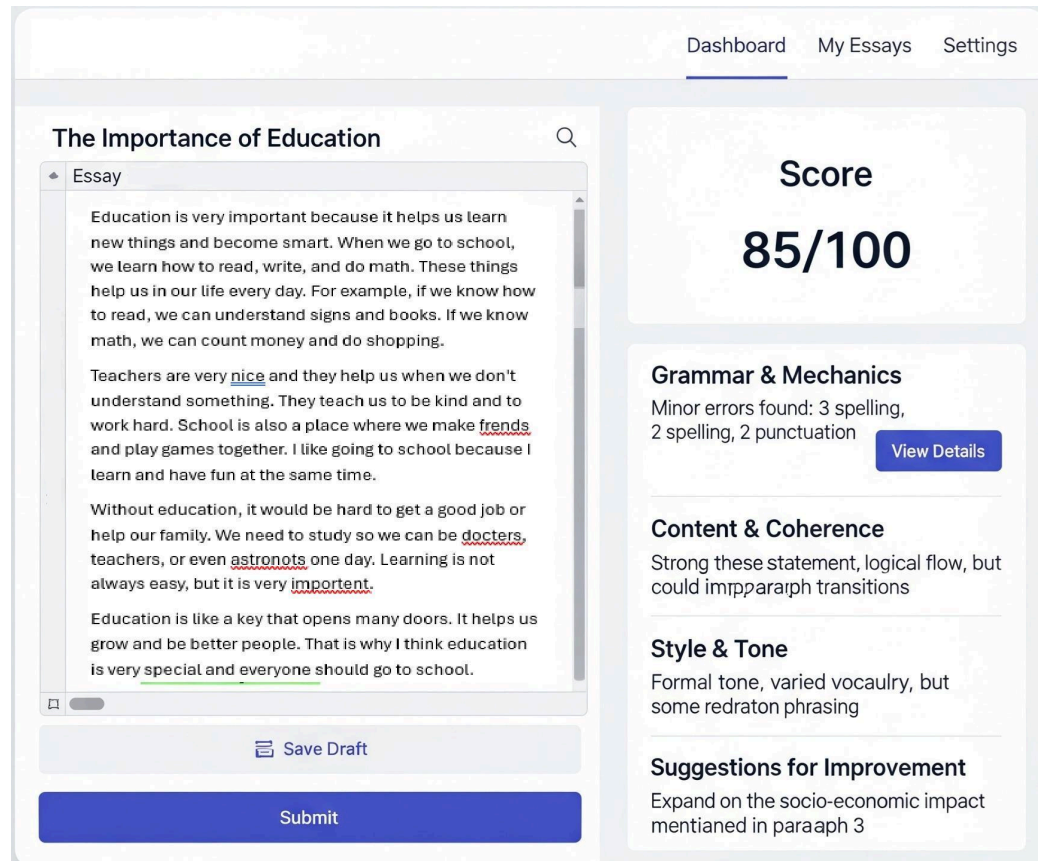 Dashboard My Essays Settings
The Importance of Education
Essay
Education is very important because it helps us learn
new things and become smart. When we go to school,
we learn how to read, write, and do math. These things
help us in our life every day. For example, if we know how
to read, we can understand signs and books. If we know
math, we can count money and do shopping.
Teachers are very nice and they help us when we don't
understand something. They teach us to be kind and to
work hard. School is also a place where we make frends
and play games together. I like going to school because I
learn and have fun at the same time.
Without education, it would be hard to get a good job or
help our family. We need to study so we can be docters,
teachers, or even astronots one day. Learning is not
always easy, but it is very importent.
Education is like a key that opens many doors. It helps us
grow and be better people. That is why I think education
is very special and everyone should go to school.
Save Draft
Submit
Score
85/100
Grammar & Mechanics
Minor errors found: 3 spelling,
2 spelling, 2 punctuation
View Details
Content & Coherence
Strong these statement, logical flow, but
could transitions
Style & Tone
Formal tone, varied vocaulry, but
some redraton phrasing
Suggestions for Improvement
Expand on the socio-economic impact
mentianed in paraaph 3